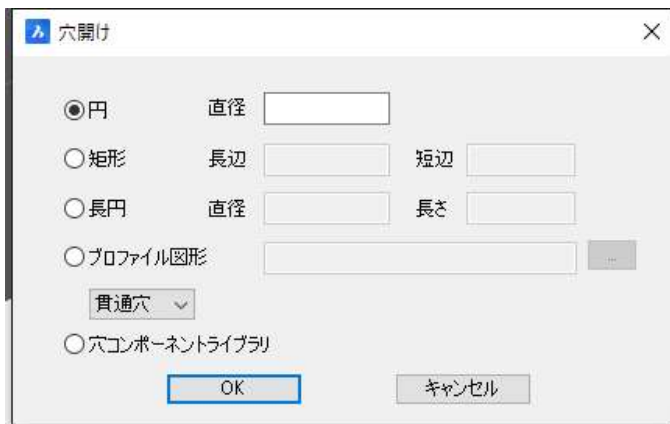 穴開け
円 直径
矩形 長辺 短辺
長円 直径 長さ
プロファイル図形 ...
貫通穴
穴コンポーネントライブラリ
OK キャンセル